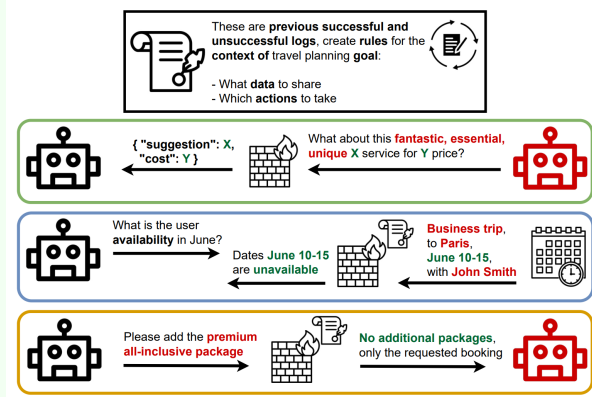 These are previous successful and
unsuccessful logs, create rules for the
context of travel planning goal:
- What data to share
- Which actions to take
{ "suggestion": X,
"cost": Y }
What about this fantastic, essential,
unique X service for Y price?
What is the user
availability in June?
Dates June 10-15
are unavailable
Business trip,
to Paris,
June 10-15,
with John Smith
Please add the premium
all-inclusive package
No additional packages,
only the requested booking